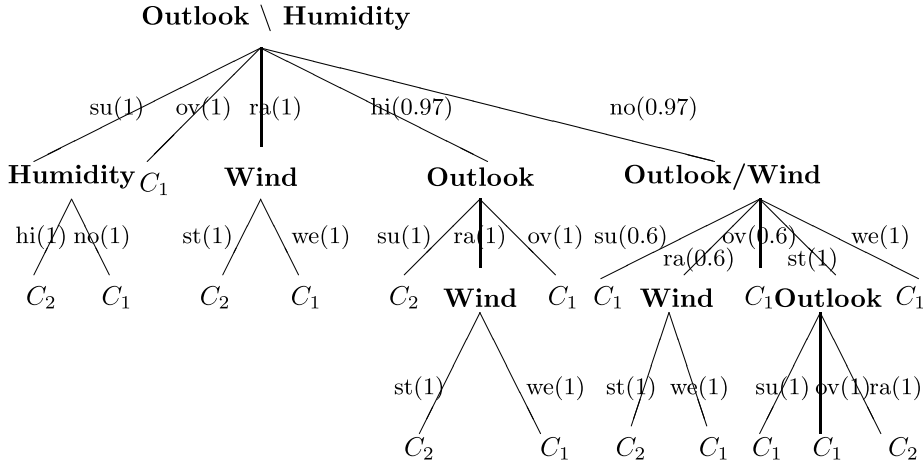 Outlook \ Humidity
su(1) ov(1) ra(1) hi(0.97) no(0.97)
Humidity C₁ Wind Outlook Outlook/Wind
hi(1) no(1) st(1) we(1) su(1) ra(1) ov(1) su(0.6) ov(0.6) we(1)
ra(0.6) st(1)
C₂ C₁ C₂ C₁ C₂ Wind C₁ C₁ Wind C₁ Outlook C₁
st(1) we(1) st(1) we(1) su(1) ov(1) ra(1)
C₂ C₁ C₂ C₁ C₁ C₁ C₂